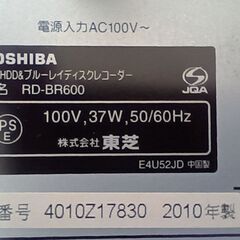 電源入力AC100V～
OSHIBA
HDD&ブルーレイディスクレコーダー
名 RD-BR600
JQA
PS
E
100V,37W,50/60Hz
株式会社 東芝
E4U52JD 中国製
番号 4010Z17830 2010年製